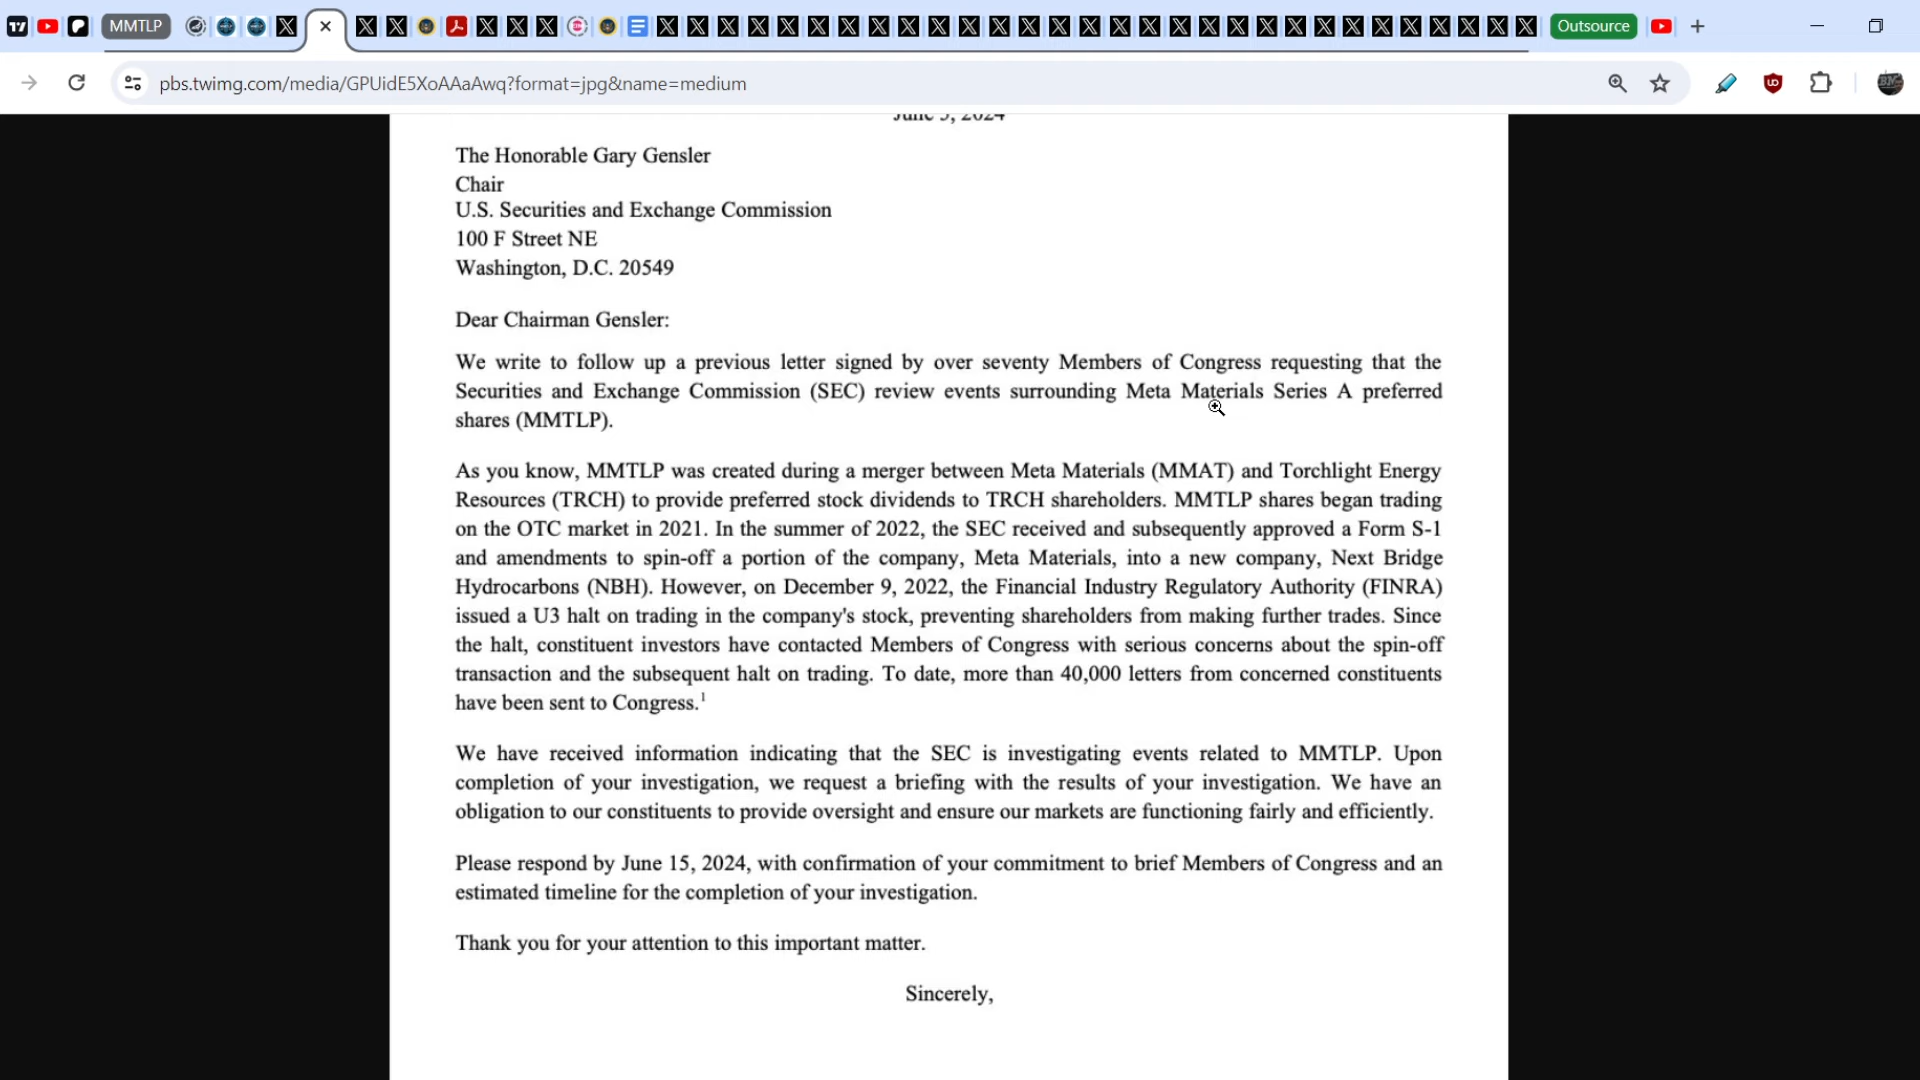 MMTLP
Outsource
pbs.twimg.com/media/GPUidE5XoAAaAwq?format=jpg&name=medium
June 5, 2024
The Honorable Gary Gensler
Chair
U.S. Securities and Exchange Commission
100 F Street NE
Washington, D.C. 20549
Dear Chairman Gensler:
We write to follow up a previous letter signed by over seventy Members of Congress requesting that the
Securities and Exchange Commission (SEC) review events surrounding Meta Materials Series A preferred
shares (MMTLP).
As you know, MMTLP was created during a merger between Meta Materials (MMAT) and Torchlight Energy
Resources (TRCH) to provide preferred stock dividends to TRCH shareholders. MMTLP shares began trading
on the OTC market in 2021. In the summer of 2022, the SEC received and subsequently approved a Form S-1
and amendments to spin-off a portion of the company, Meta Materials, into a new company, Next Bridge
Hydrocarbons (NBH). However, on December 9, 2022, the Financial Industry Regulatory Authority (FINRA)
issued a U3 halt on trading in the company's stock, preventing shareholders from making further trades. Since
the halt, constituent investors have contacted Members of Congress with serious concerns about the spin-off
transaction and the subsequent halt on trading. To date, more than 40,000 letters from concerned constituents
have been sent to Congress.¹
We have received information indicating that the SEC is investigating events related to MMTLP. Upon
completion of your investigation, we request a briefing with the results of your investigation. We have an
obligation to our constituents to provide oversight and ensure our markets are functioning fairly and efficiently.
Please respond by June 15, 2024, with confirmation of your commitment to brief Members of Congress and an
estimated timeline for the completion of your investigation.
Thank you for your attention to this important matter.
Sincerely,